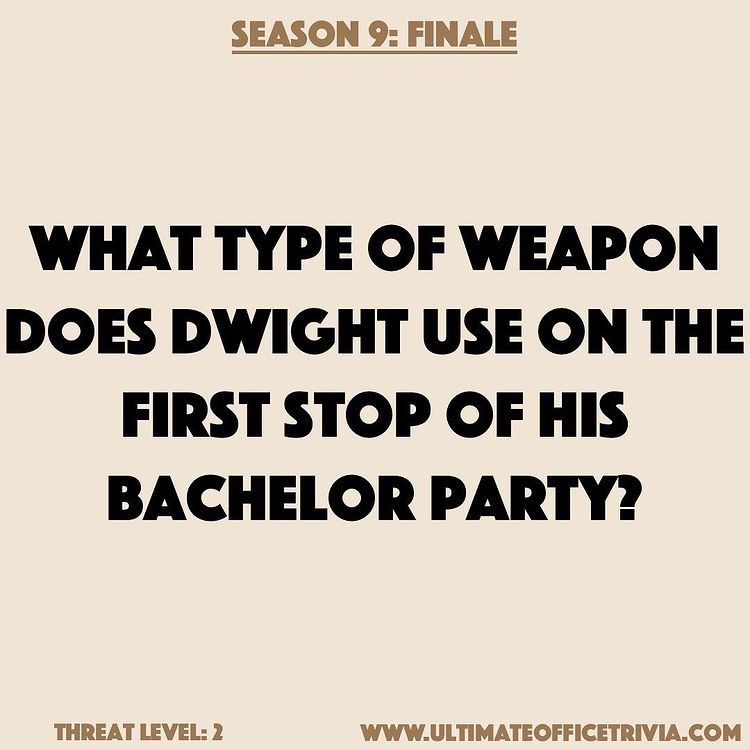 SEASON 9: FINALE
WHAT TYPE OF WEAPON
DOES DWIGHT USE ON THE
FIRST STOP OF HIS
BACHELOR PARTY?
THREAT LEVEL: 2
WWW.ULTIMATEOFFICETRIVIA.COM